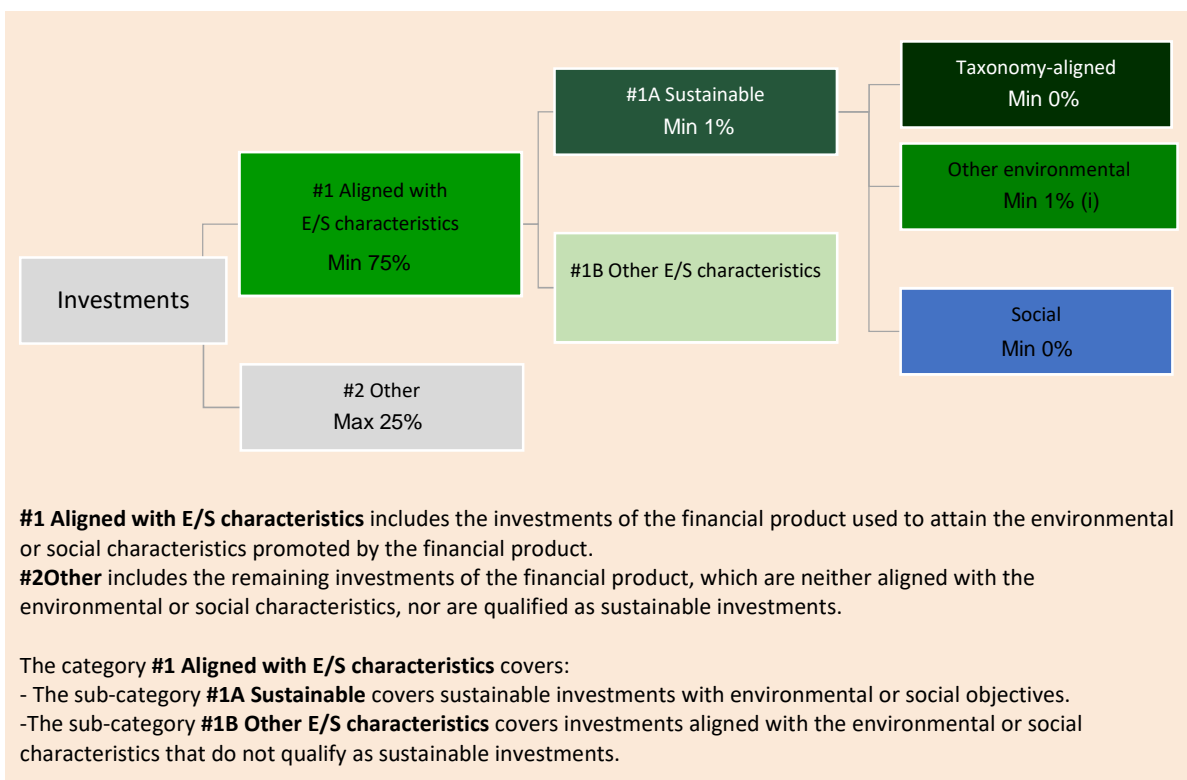 Investments
#1 Aligned with
E/S characteristics
Min 75%
#2 Other
Max 25%
#1A Sustainable
Min 1%
#1B Other E/S characteristics
Taxonomy-aligned
Min 0%
Other environmental
Min 1% (i)
Social
Min 0%
#1 Aligned with E/S characteristics includes the investments of the financial product used to attain the environmental
or social characteristics promoted by the financial product.
#2Other includes the remaining investments of the financial product, which are neither aligned with the
environmental or social characteristics, nor are qualified as sustainable investments.
The category #1 Aligned with E/S characteristics covers:
- The sub-category #1A Sustainable covers sustainable investments with environmental or social objectives.
-The sub-category #1B Other E/S characteristics covers investments aligned with the environmental or social
characteristics that do not qualify as sustainable investments.